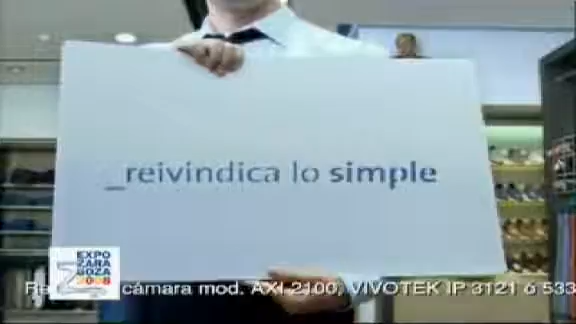 _reivindica lo simple
EXPO
ZARA
GOZA
2008
cámara mod. AXI 2100, VIVOTEK IP 3121 ó 533